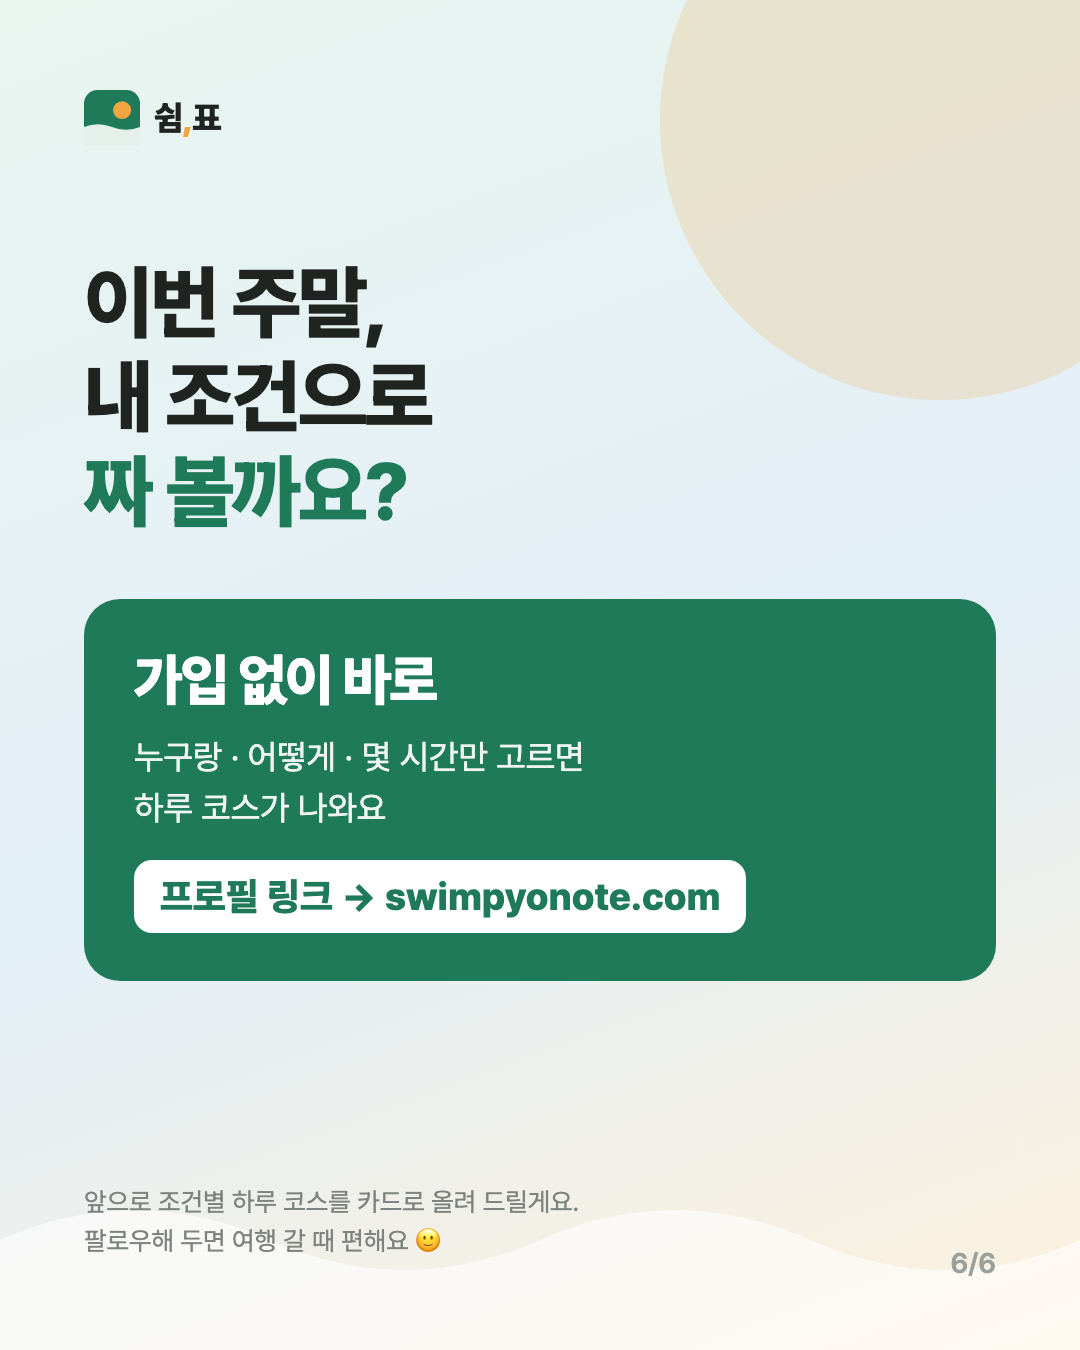 쉼,표
이번 주말,
내 조건으로
짜 볼까요?
가입 없이 바로
누구랑 · 어떻게 · 몇 시간만 고르면
하루 코스가 나와요
프로필 링크 → swimpyonote.com
앞으로 조건별 하루 코스를 카드로 올려 드릴게요.
팔로우해 두면 여행 갈 때 편해요 🙂
6/6